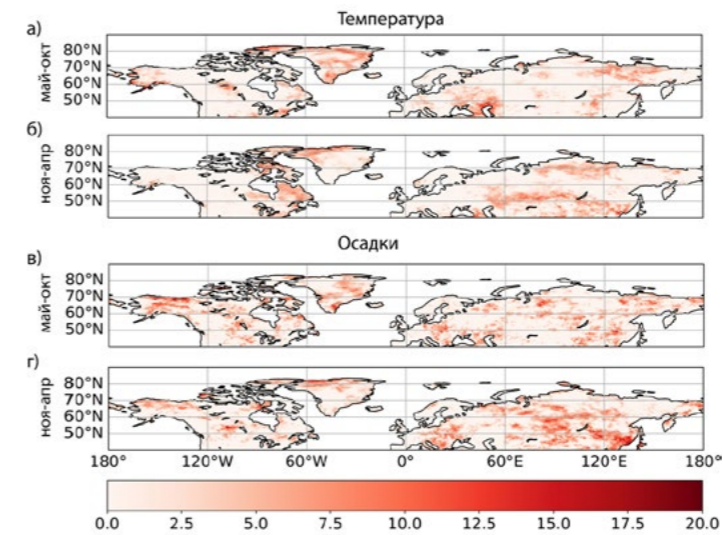 Температура
а)
май-окт
80°N
70°N
60°N
50°N
б)
ноя-апр
80°N
70°N
60°N
50°N
Осадки
в)
май-окт
80°N
70°N
60°N
50°N
г)
ноя-апр
80°N
70°N
60°N
50°N
180° 120°W 60°W 0° 60°E 120°E 180°
0.0 2.5 5.0 7.5 10.0 12.5 15.0 17.5 20.0